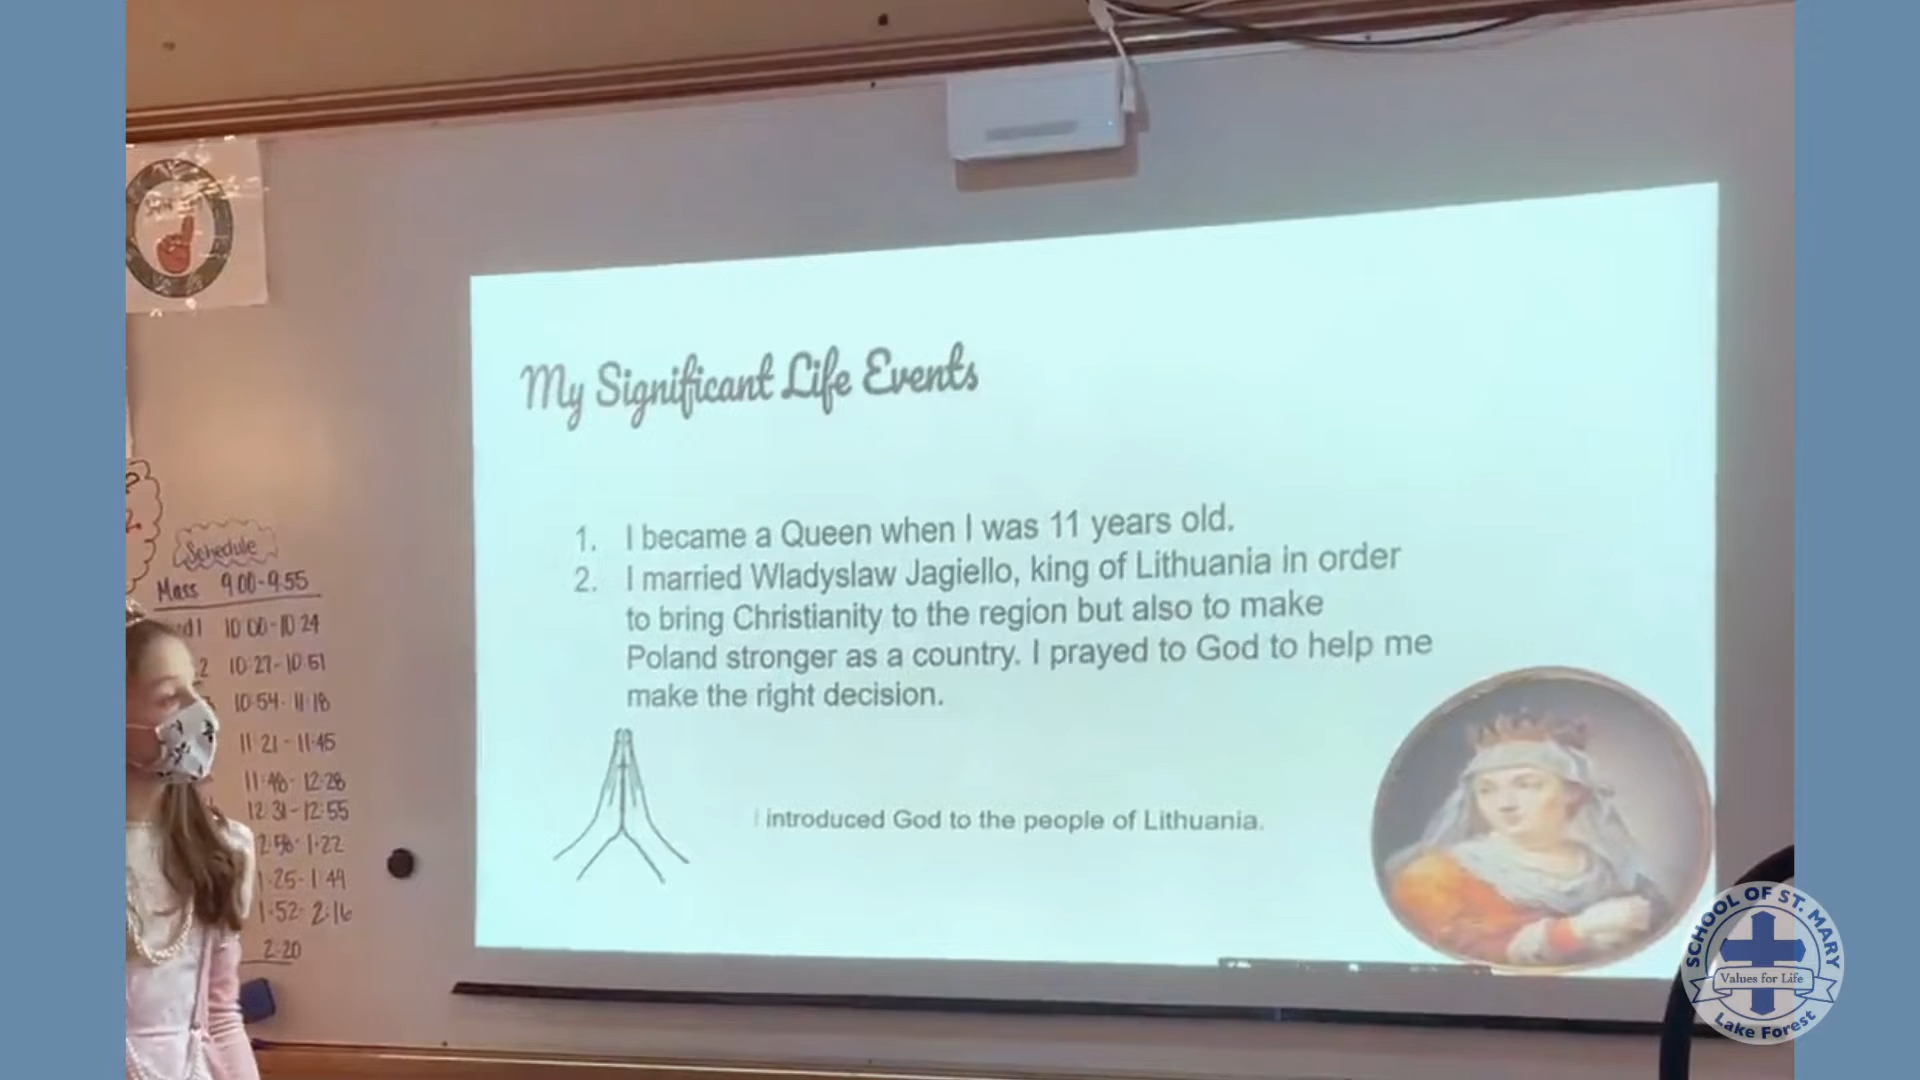 My Significant Life Events
1. I became a Queen when I was 11 years old.
2. I married Wladyslaw Jagiello, king of Lithuania in order
to bring Christianity to the region but also to make
Poland stronger as a country. I prayed to God to help me
make the right decision.
I introduced God to the people of Lithuania.
Schedule
Mass 9:00-9:55
10:00-10:24
2 10:27-10:51
10:54-11:18
11:21-11:45
11:48-12:28
12:31-12:55
2:58-1:22
1:25-1:49
1:52-2:16
2:20
SCHOOL OF ST. MARY
Values for Life
Lake Forest